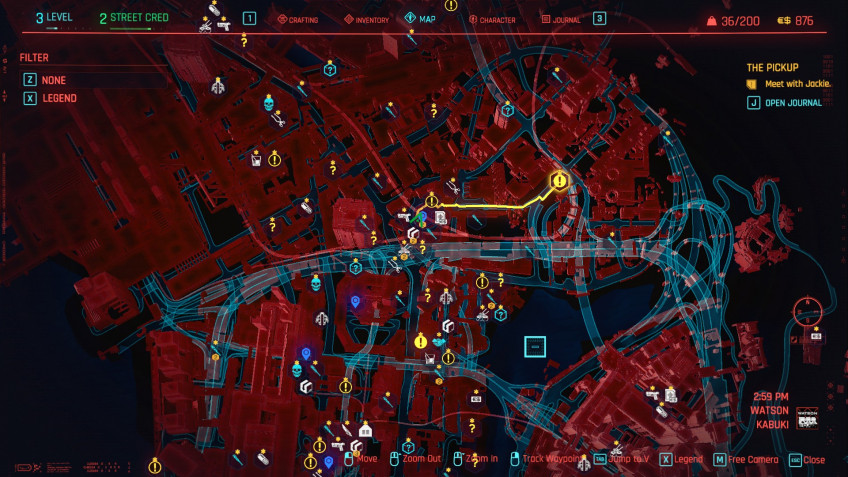 3 LEVEL
2 STREET CRED
1
CRAFTING
INVENTORY
MAP
CHARACTER
JOURNAL
3
36/200
€$ 876
FILTER
Z NONE
X LEGEND
THE PICKUP
Meet with Jackie.
J OPEN JOURNAL
N
2:59 PM
WATSON
KABUKI
WATSON
Move
Zoom Out
Zoom In
Track Waypoint
TAB Jump to V
X Legend
M Free Camera
ESC Close